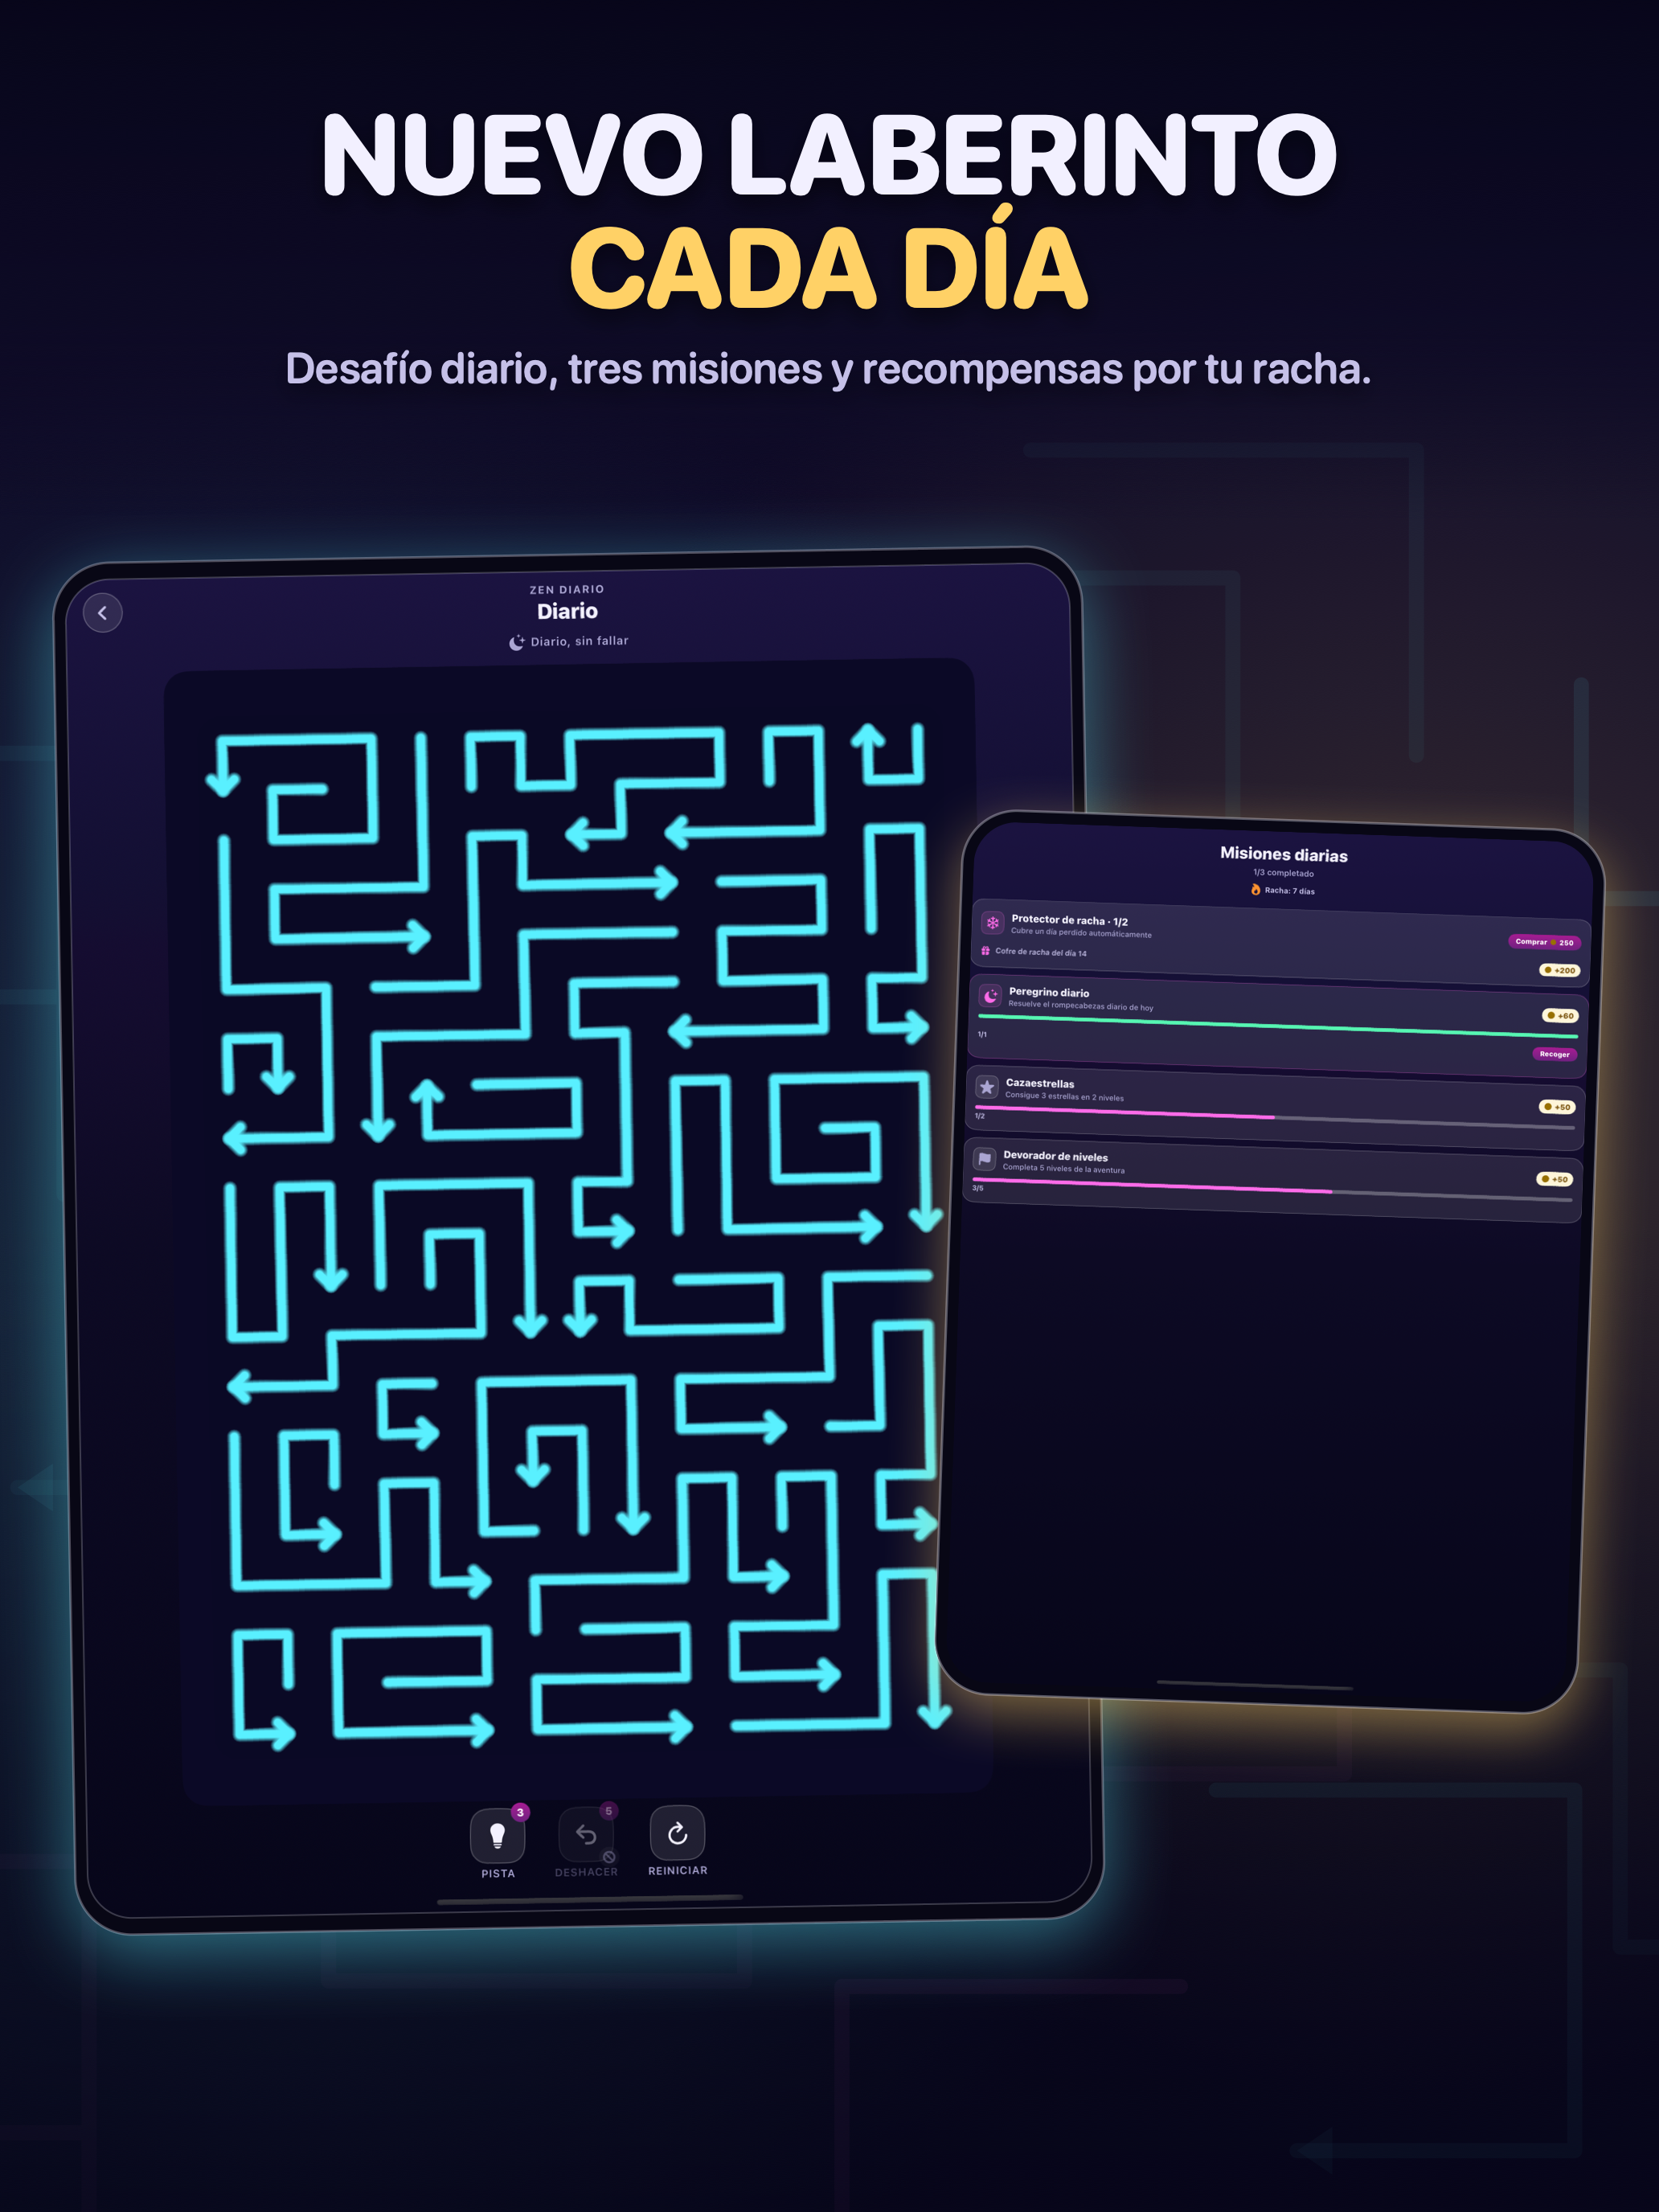 NUEVO LABERINTO
CADA DÍA
Desafío diario, tres misiones y recompensas por tu racha.
ZEN DIARIO
Diario
Diario, sin fallar
3
PISTA
5
DESHACER
REINICIAR
Misiones diarias
1/3 completado
Racha: 7 días
Protector de racha · 1/2
Cubre un día perdido automáticamente
Comprar 250
Cofre de racha del día 14
+200
Peregrino diario
Resuelve el rompecabezas diario de hoy
+60
1/1
Recoger
Cazaestrellas
Consigue 3 estrellas en 2 niveles
+50
1/2
Devorador de niveles
Completa 5 niveles de la aventura
+50
3/5